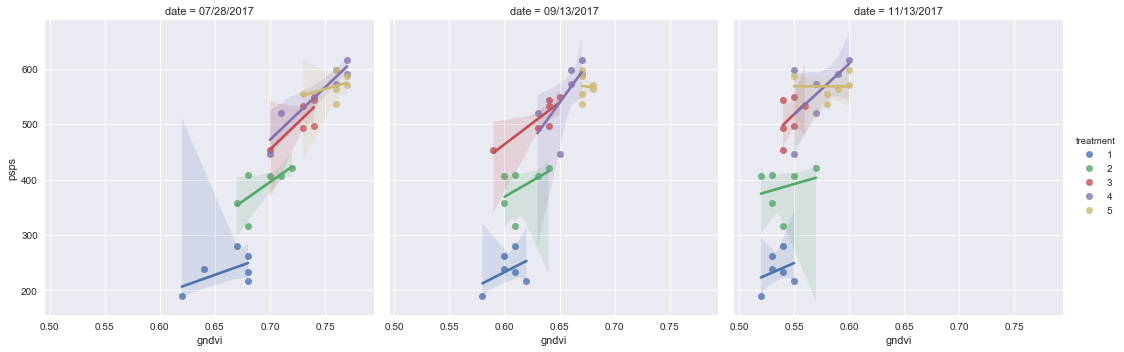 date = 07/28/2017
date = 09/13/2017
date = 11/13/2017
psps
600
500
400
300
200
0.50 0.55 0.60 0.65 0.70 0.75
0.50 0.55 0.60 0.65 0.70 0.75
0.50 0.55 0.60 0.65 0.70 0.75
gndvi
gndvi
gndvi
treatment
1
2
3
4
5